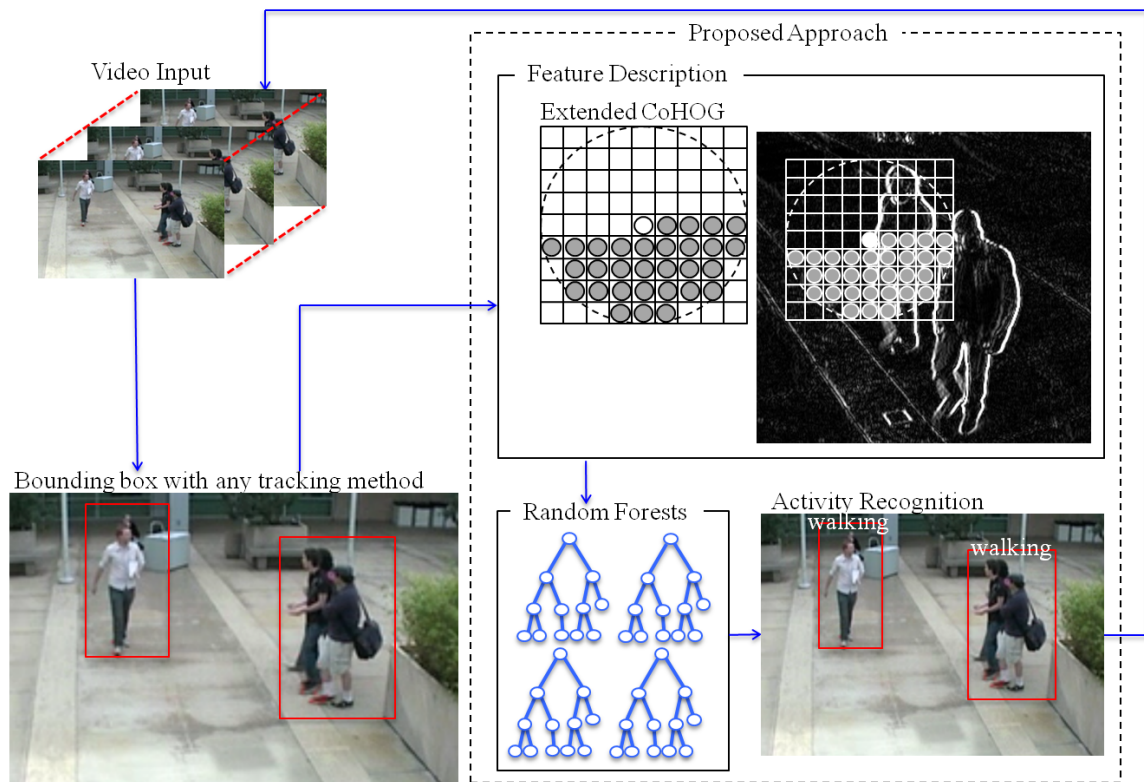 Proposed Approach
Video Input
Feature Description
Extended CoHOG
Bounding box with any tracking method
Random Forests
Activity Recognition
walking
walking